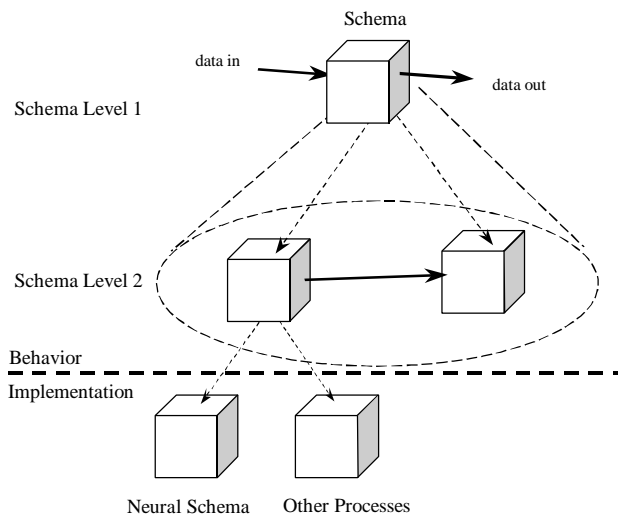 Schema
data in
data out
Schema Level 1
Schema Level 2
Behavior
Implementation
Neural Schema
Other Processes